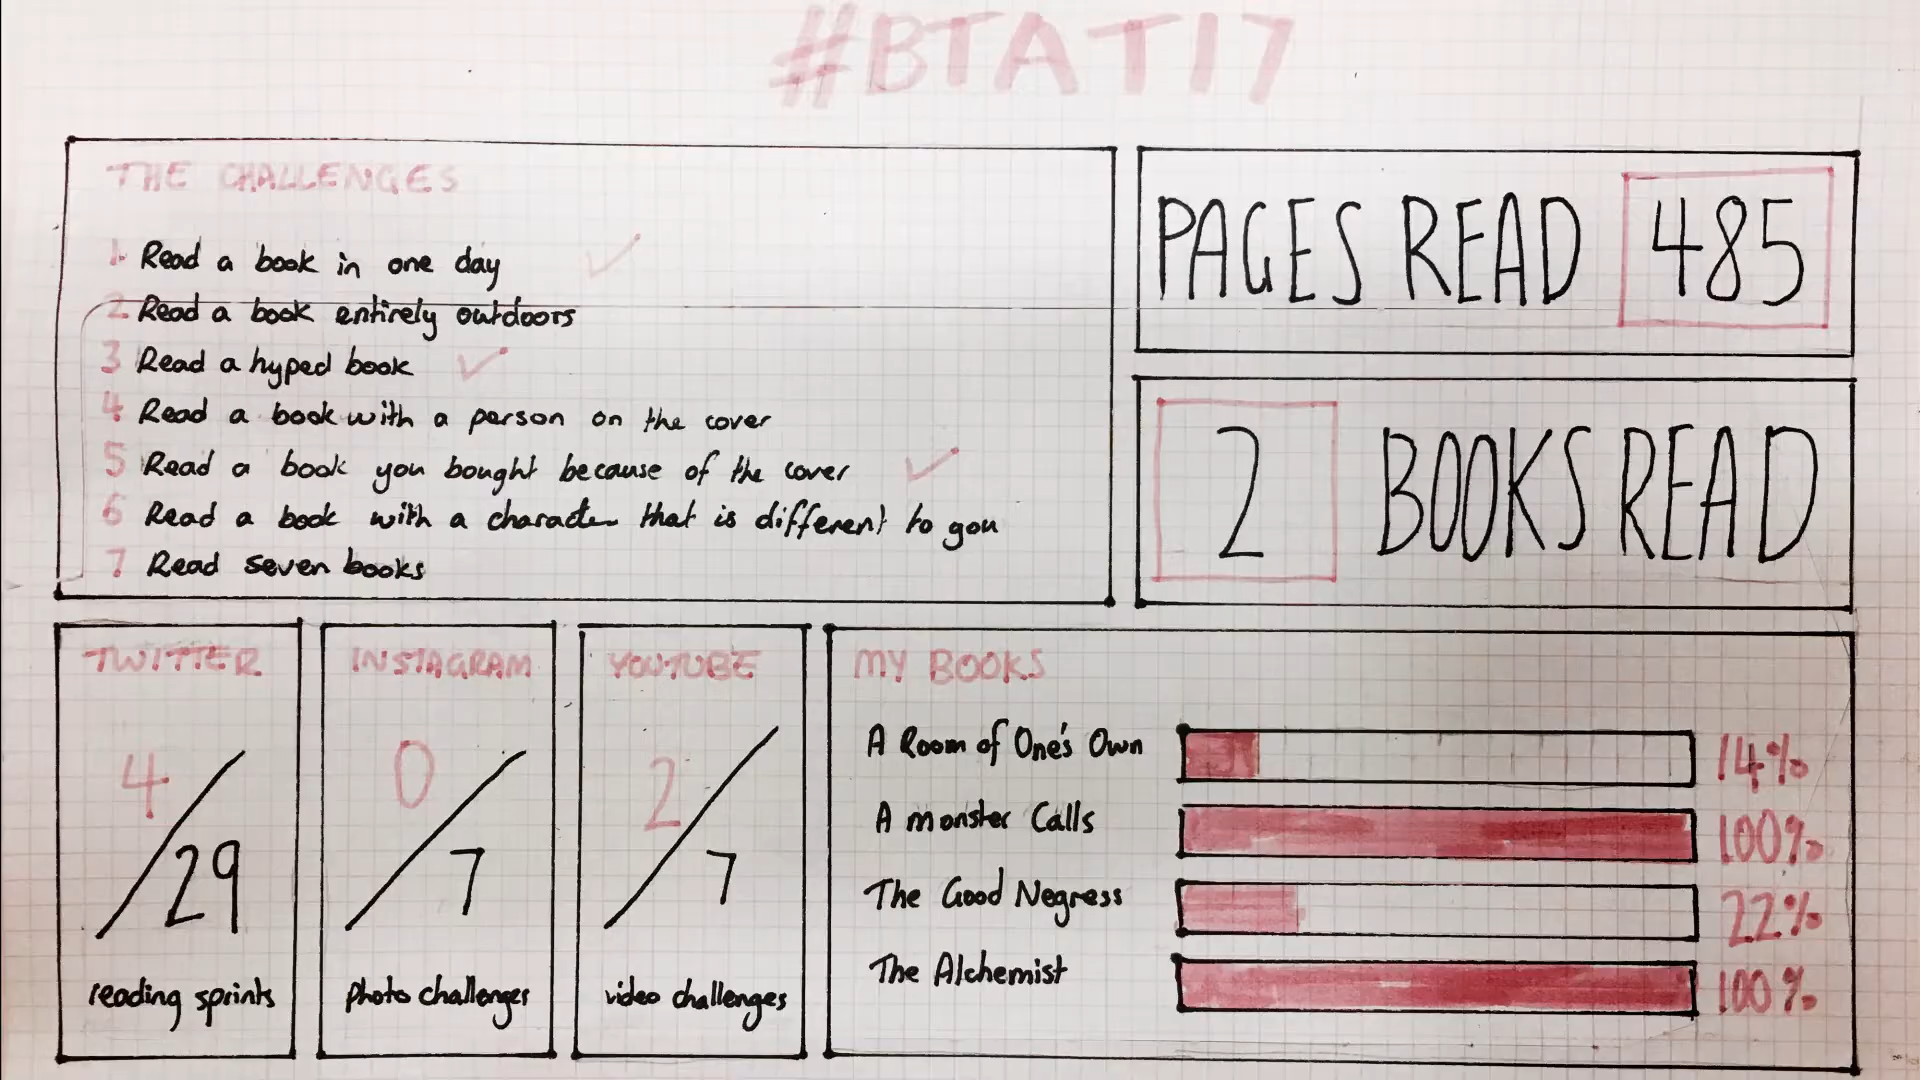 #BTAT17
THE CHALLENGES
1. Read a book in one day
2. Read a book entirely outdoors
3 Read a hyped book
4 Read a book with a person on the cover
5 Read a book you bought because of the cover
6 Read a book with a character that is different to you
7 Read seven books
PAGES READ 485
2 BOOKS READ
TWITTER
4/29
reading sprints
INSTAGRAM
0/7
photo challenges
YOUTUBE
2/7
video challenges
MY BOOKS
A Room of One's Own 14%
A monster Calls 100%
The Good Negress 22%
The Alchemist 100%